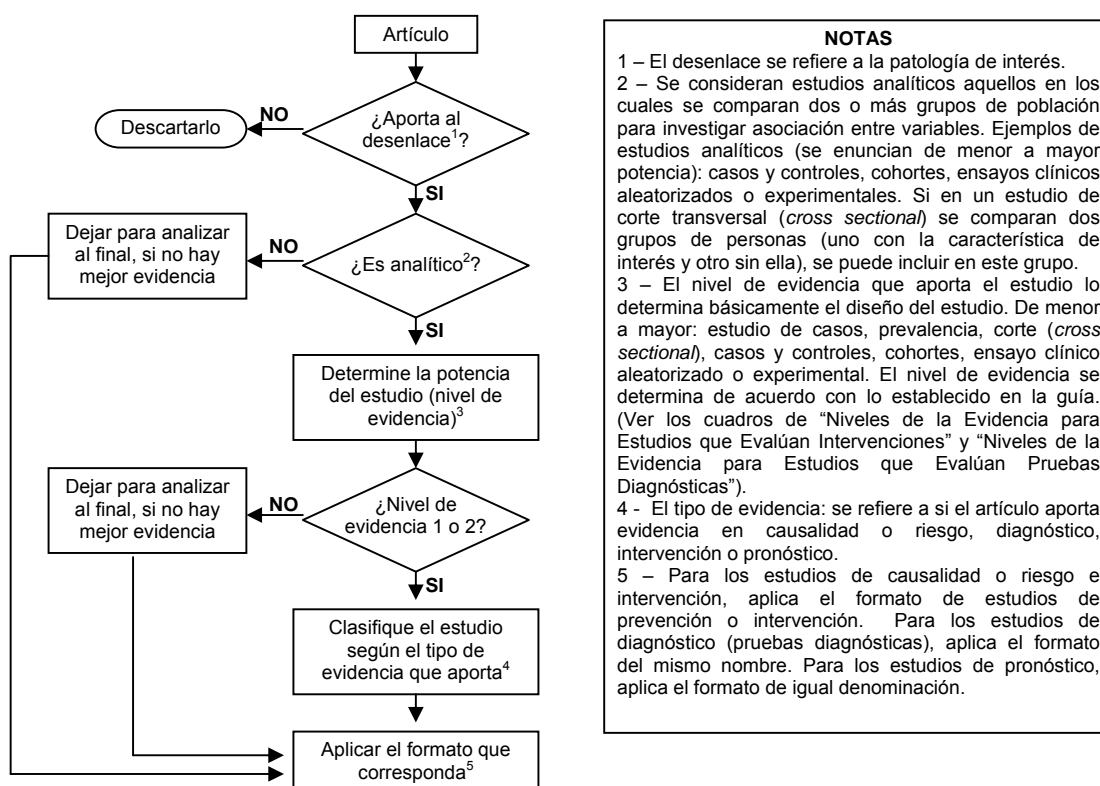 Artículo
¿Aporta al
desenlace¹?
NO
Descartarlo
SI
¿Es analítico²?
NO
Dejar para analizar
al final, si no hay
mejor evidencia
SI
Determine la potencia
del estudio (nivel de
evidencia)³
¿Nivel de
evidencia 1 o 2?
NO
Dejar para analizar
al final, si no hay
mejor evidencia
SI
Clasifique el estudio
según el tipo de
evidencia que aporta⁴
Aplicar el formato que
corresponda⁵
NOTAS
1 – El desenlace se refiere a la patología de interés.
2 – Se consideran estudios analíticos aquellos en los
cuales se comparan dos o más grupos de población
para investigar asociación entre variables. Ejemplos de
estudios analíticos (se enuncian de menor a mayor
potencia): casos y controles, cohortes, ensayos clínicos
aleatorizados o experimentales. Si en un estudio de
corte transversal (cross sectional) se comparan dos
grupos de personas (uno con la característica de
interés y otro sin ella), se puede incluir en este grupo.
3 – El nivel de evidencia que aporta el estudio lo
determina básicamente el diseño del estudio. De menor
a mayor: estudio de casos, prevalencia, corte (cross
sectional), casos y controles, cohortes, ensayo clínico
aleatorizado o experimental. El nivel de evidencia se
determina de acuerdo con lo establecido en la guía.
(Ver los cuadros de “Niveles de la Evidencia para
Estudios que Evalúan Intervenciones” y “Niveles de la
Evidencia para Estudios que Evalúan Pruebas
Diagnósticas”).
4 - El tipo de evidencia: se refiere a si el artículo aporta
evidencia en causalidad o riesgo, diagnóstico,
intervención o pronóstico.
5 – Para los estudios de causalidad o riesgo e
intervención, aplica el formato de estudios de
prevención o intervención. Para los estudios de
diagnóstico (pruebas diagnósticas), aplica el formato
del mismo nombre. Para los estudios de pronóstico,
aplica el formato de igual denominación.